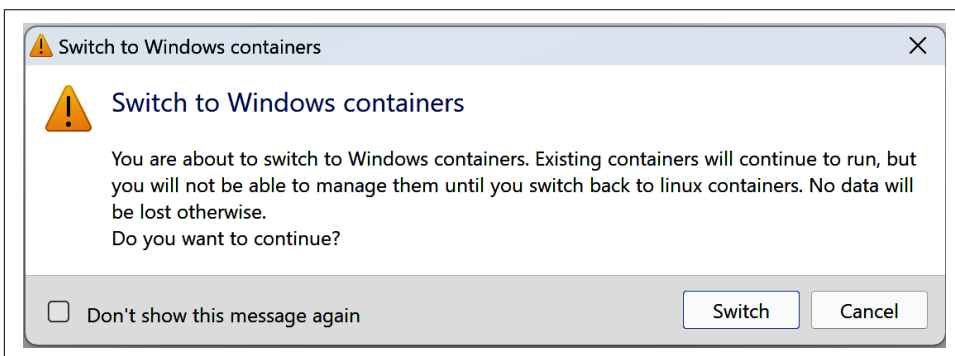 Switch to Windows containers
Switch to Windows containers
You are about to switch to Windows containers. Existing containers will continue to run, but
you will not be able to manage them until you switch back to linux containers. No data will
be lost otherwise.
Do you want to continue?
Don't show this message again
Switch
Cancel